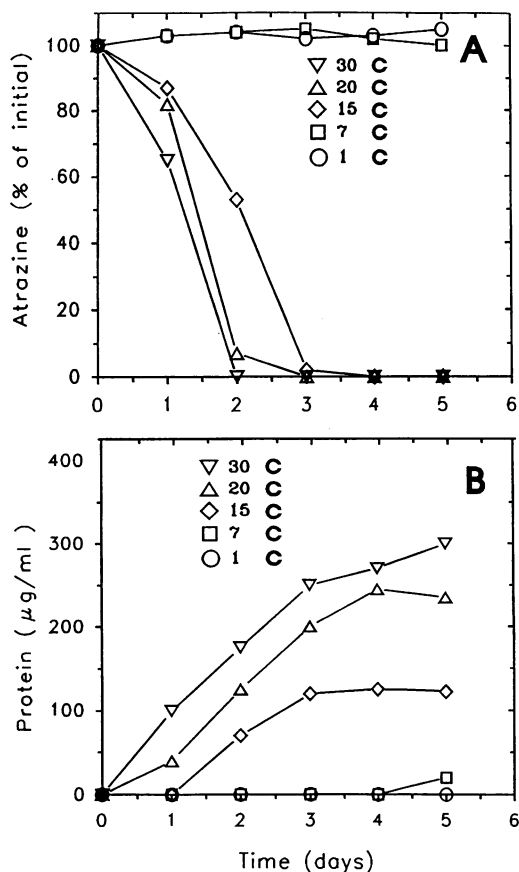 100
80
60
40
20
0
Atrazine (% of initial)
A
30 C
20 C
15 C
7 C
1 C
0 1 2 3 4 5 6
400
300
200
100
0
Protein (μg/ml)
B
30 C
20 C
15 C
7 C
1 C
0 1 2 3 4 5 6
Time (days)